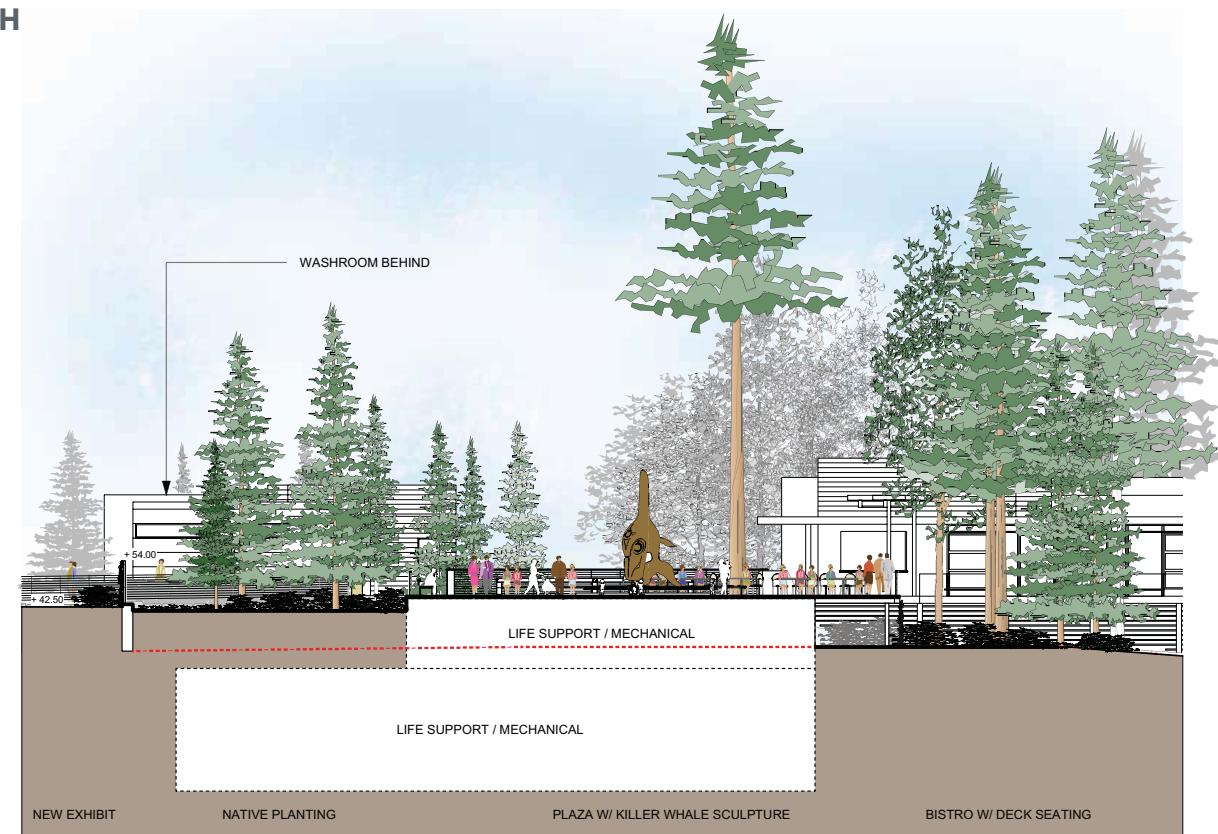 H
WASHROOM BEHIND
+ 54.00
+ 42.50
LIFE SUPPORT / MECHANICAL
LIFE SUPPORT / MECHANICAL
NEW EXHIBIT
NATIVE PLANTING
PLAZA W/ KILLER WHALE SCULPTURE
BISTRO W/ DECK SEATING